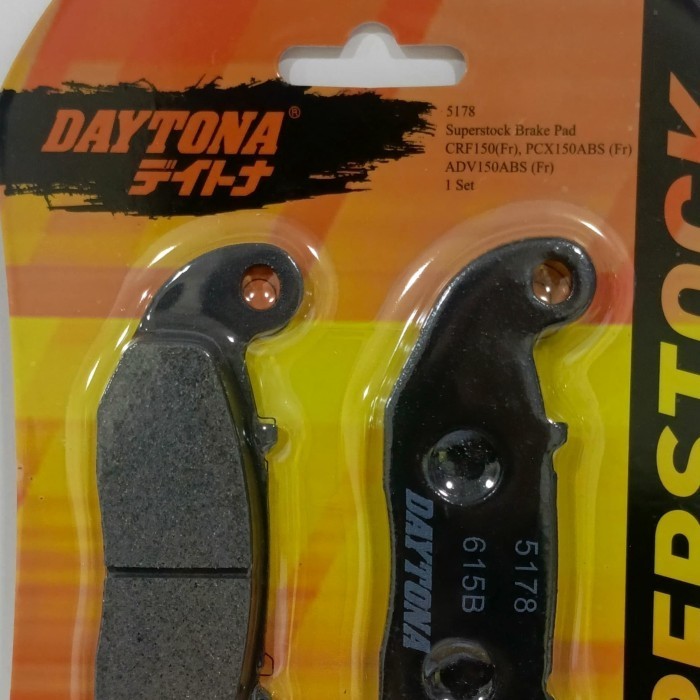 DAYTONA®
デイトナ
5178
Superstock Brake Pad
CRF150(Fr), PCX150ABS (Fr)
ADV150ABS (Fr)
1 Set
DAYTONA
615B
5178
ERSTOCK